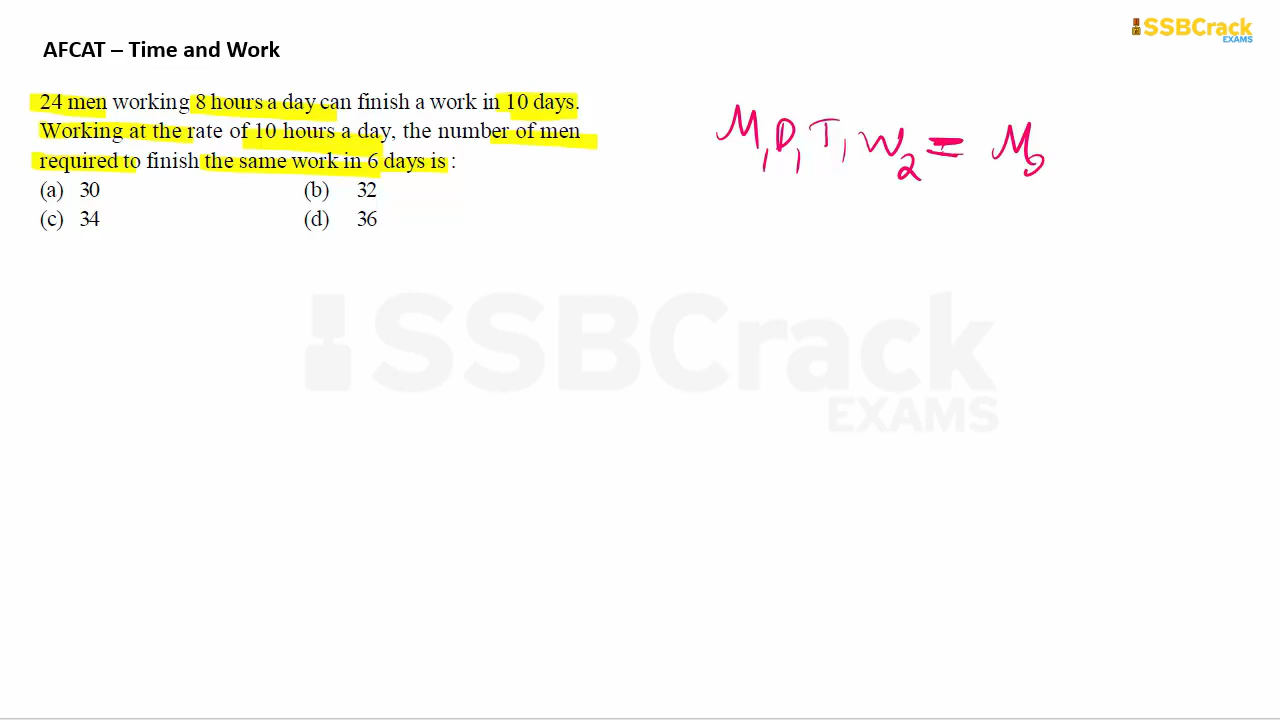 SSBCrack
EXAMS
AFCAT – Time and Work
24 men working 8 hours a day can finish a work in 10 days.
Working at the rate of 10 hours a day, the number of men
required to finish the same work in 6 days is :
(a) 30 (b) 32
(c) 34 (d) 36
M₁D₁T₁W₂ = M₂
SSBCrack
EXAMS